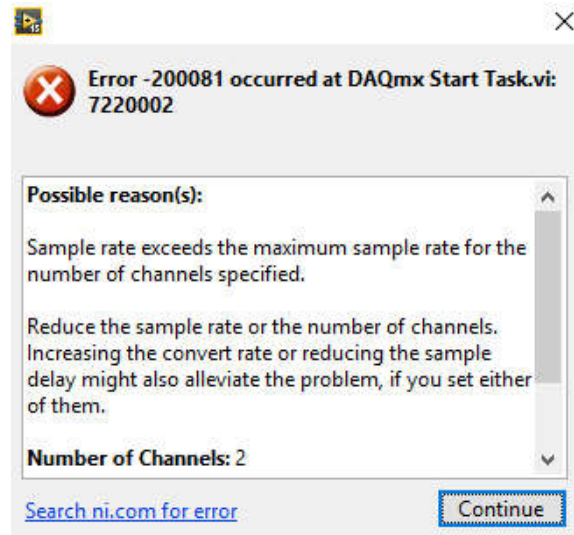 15
Error -200081 occurred at DAQmx Start Task.vi:
7220002
Possible reason(s):
Sample rate exceeds the maximum sample rate for the
number of channels specified.
Reduce the sample rate or the number of channels.
Increasing the convert rate or reducing the sample
delay might also alleviate the problem, if you set either
of them.
Number of Channels: 2
Search ni.com for error
Continue